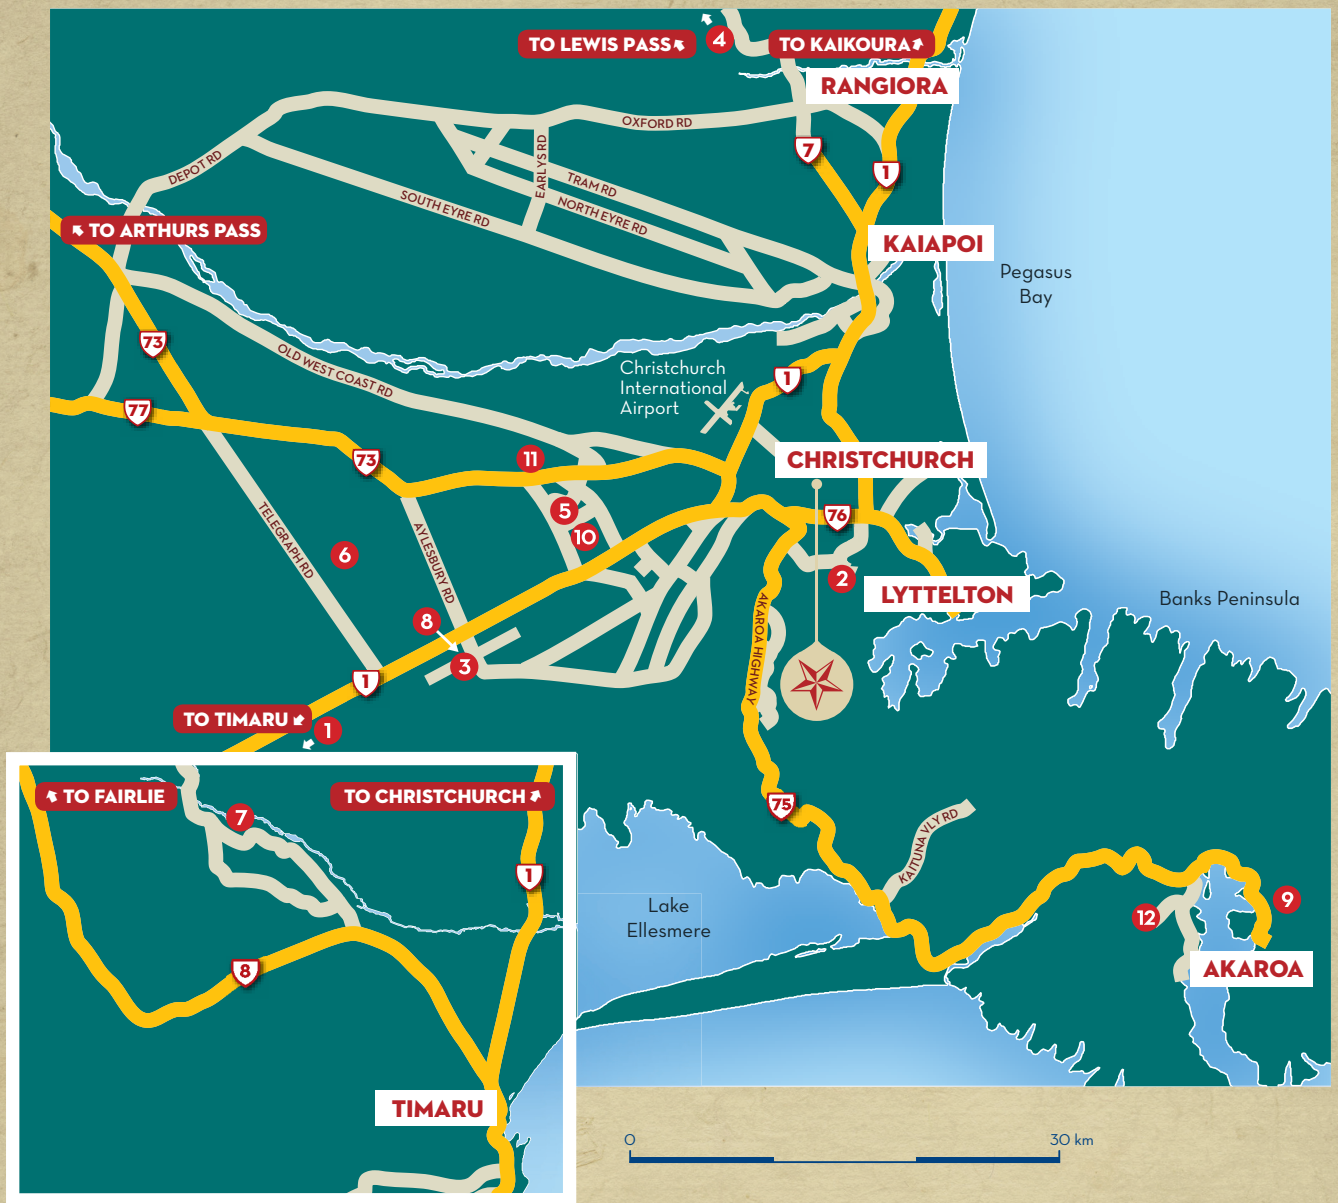 TO LEWIS PASS
4
TO KAIKOURA
RANGIORA
OXFORD RD
7
1
DEPOT RD
EARLYS RD
TRAM RD
SOUTH EYRE RD
NORTH EYRE RD
TO ARTHURS PASS
KAIAPOI
Pegasus
Bay
73
OLD WEST COAST RD
Christchurch
International
Airport
1
77
73
11
CHRISTCHURCH
5
10
76
TELEGRAPH RD
6
AYLESBURY RD
2
LYTTELTON
Banks Peninsula
8
3
AKAROA HIGHWAY
1
TO TIMARU
1
TO FAIRLIE
TO CHRISTCHURCH
7
75
KAITUNA VLY RD
1
Lake
Ellesmere
9
12
AKAROA
8
TIMARU
0
30 km